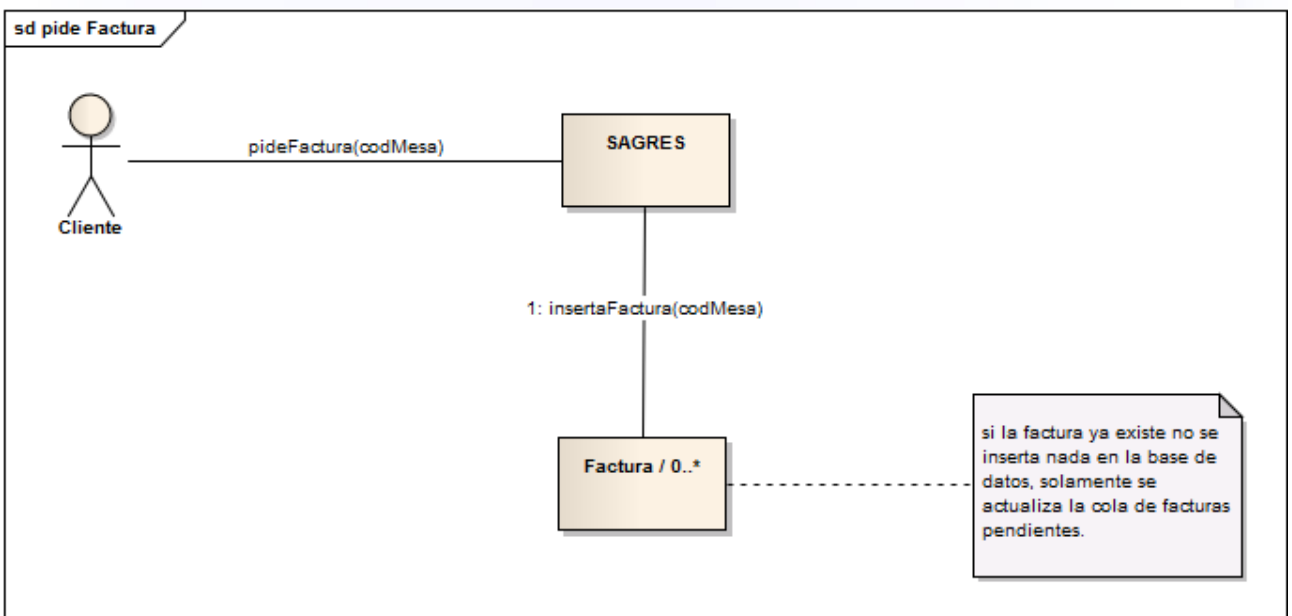 sd pide Factura
pideFactura(codMesa)
SAGRES
Cliente
1: insertaFactura(codMesa)
Factura / 0..*
si la factura ya existe no se
inserta nada en la base de
datos, solamente se
actualiza la cola de facturas
pendientes.